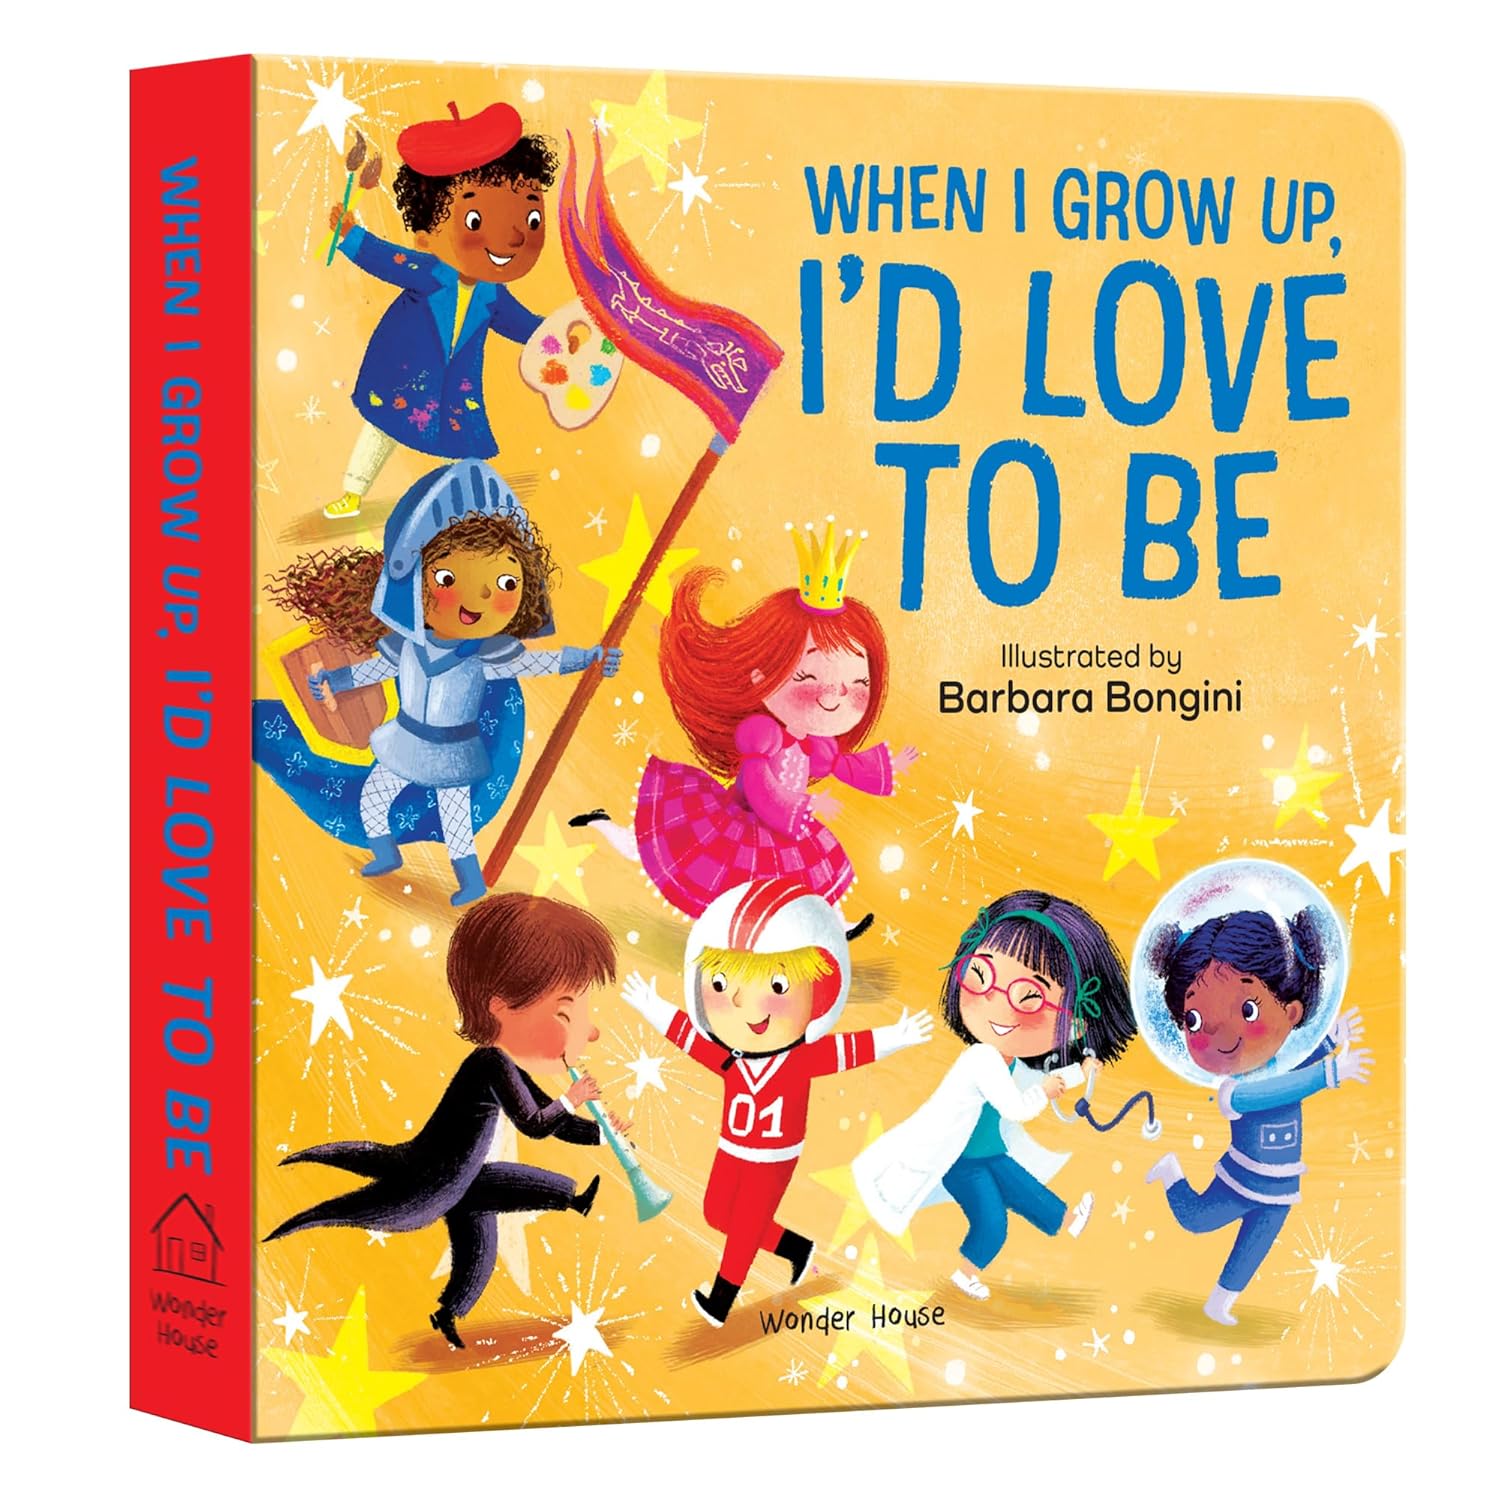 WHEN I GROW UP, I'D LOVE TO BE
Wonder
House
WHEN I GROW UP,
I'D LOVE
TO BE
Illustrated by
Barbara Bongini
01
Wonder House